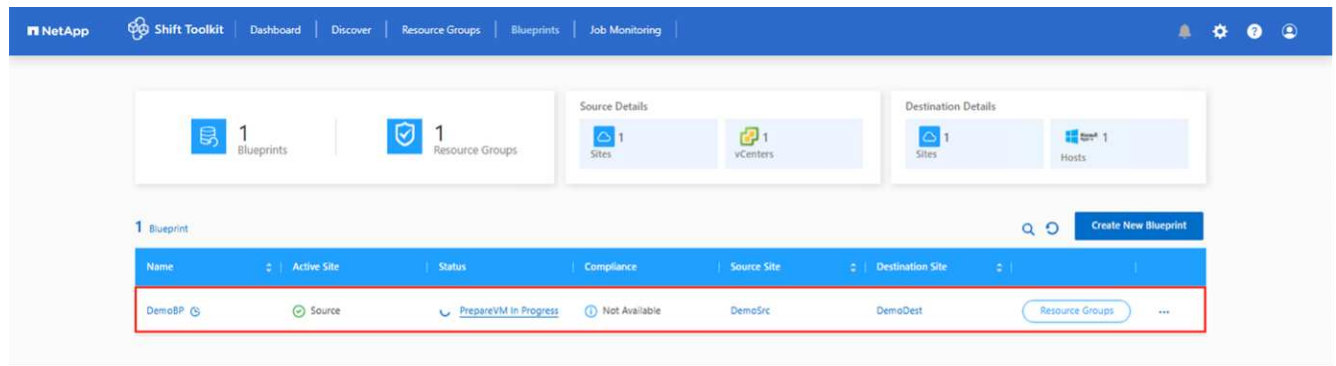 NetApp Shift Toolkit Dashboard Discover Resource Groups Blueprints Job Monitoring
Source Details Destination Details
1 1 1 1 1 1
Blueprints Resource Groups Sites vCenters Sites Hosts
1 Blueprint Create New Blueprint
Name Active Site Status Compliance Source Site Destination Site
DemoBP Source PrepareVM In Progress Not Available DemoSrc DemoDest Resource Groups ...